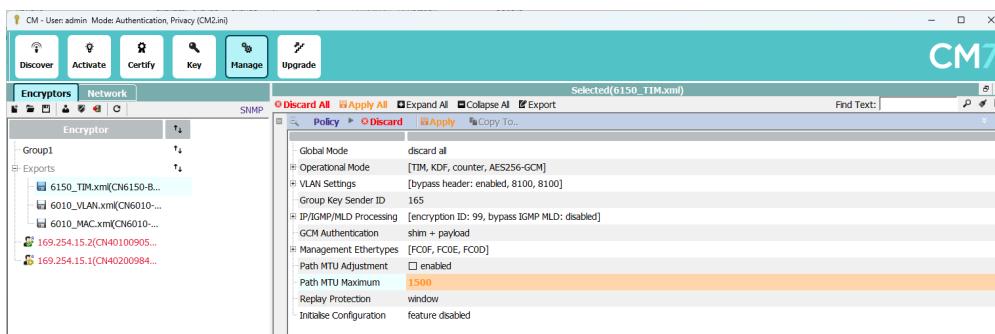 CM - User: admin Mode: Authentication, Privacy (CM2.ini)
Discover Activate Certify Key Manage Upgrade
CM7
Encryptors Network
Selected(6150_TIM.xml)
SNMP
Discard All Apply All Expand All Collapse All Export Find Text:
Encryptor
Policy Discard Apply Copy To..
Group1
Exports
6150_TIM.xml(CN6150-B...
6010_VLAN.xml(CN6010-...
6010_MAC.xml(CN6010-...
169.254.15.2(CN40100905...
169.254.15.1(CN40200984...
Global Mode discard all
Operational Mode [TIM, KDF, counter, AES256-GCM]
VLAN Settings [bypass header: enabled, 8100, 8100]
Group Key Sender ID 165
IP/IGMP/MLD Processing [encryption ID: 99, bypass IGMP MLD: disabled]
GCM Authentication shim + payload
Management Ethertypes [FC0F, FC0E, FC0D]
Path MTU Adjustment enabled
Path MTU Maximum 1500
Replay Protection window
Initialise Configuration feature disabled